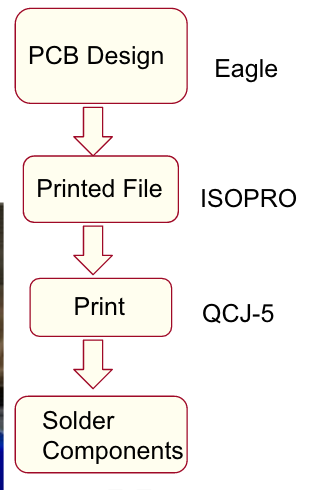 PCB Design
Eagle
Printed File
ISOPRO
Print
QCJ-5
Solder
Components